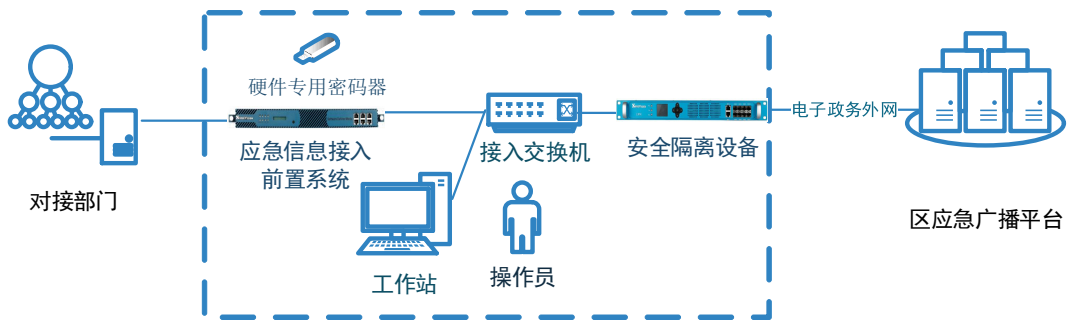 硬件专用密码器
电子政务外网
应急信息接入
前置系统
接入交换机
安全隔离设备
对接部门
区应急广播平台
工作站
操作员